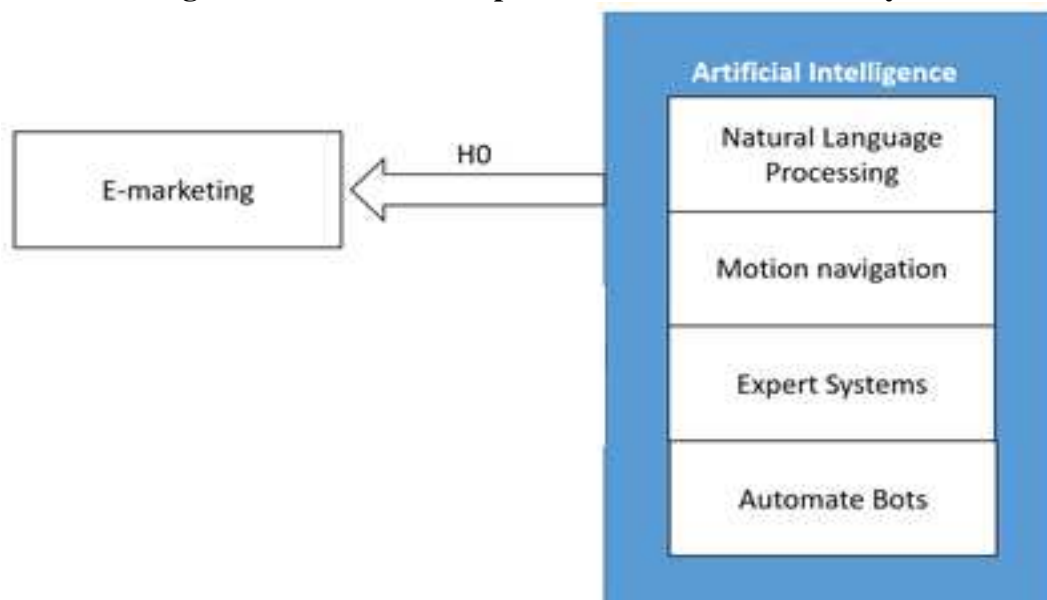 Artificial Intelligence
Natural Language
Processing
H0
E-marketing
Motion navigation
Expert Systems
Automate Bots